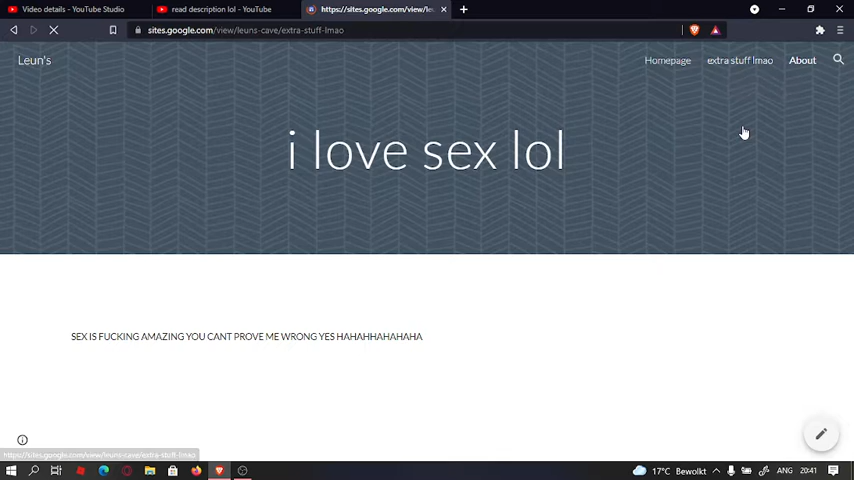 Video details - YouTube Studio
read description lol - YouTube
https://sites.google.com/view/le
sites.google.com/view/leuns-cave/extra-stuff-lmao
Leun's
Homepage extra stuff lmao About
i love sex lol
SEX IS FUCKING AMAZING YOU CANT PROVE ME WRONG YES HAHAHHAHAHAHA
https://sites.google.com/view/leuns-cave/extra-stuff-lmao
17°C Bewolkt ANG 20:41